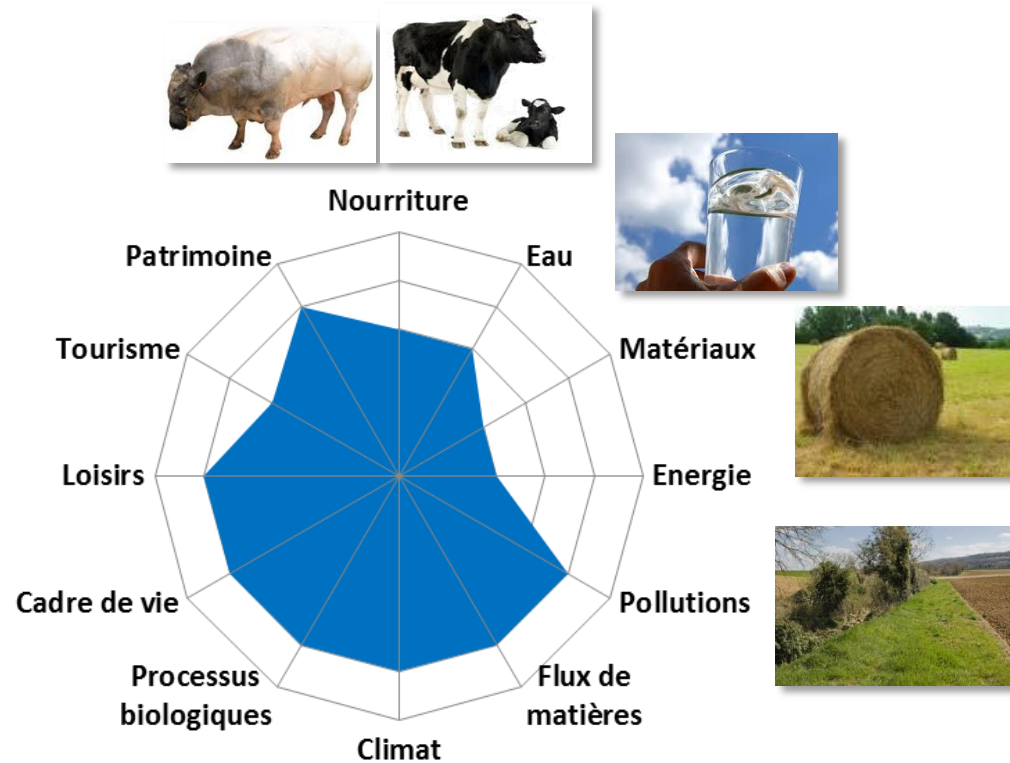 Nourriture
Patrimoine
Eau
Tourisme
Matériaux
Loisirs
Energie
Cadre de vie
Pollutions
Processus
biologiques
Flux de
matières
Climat